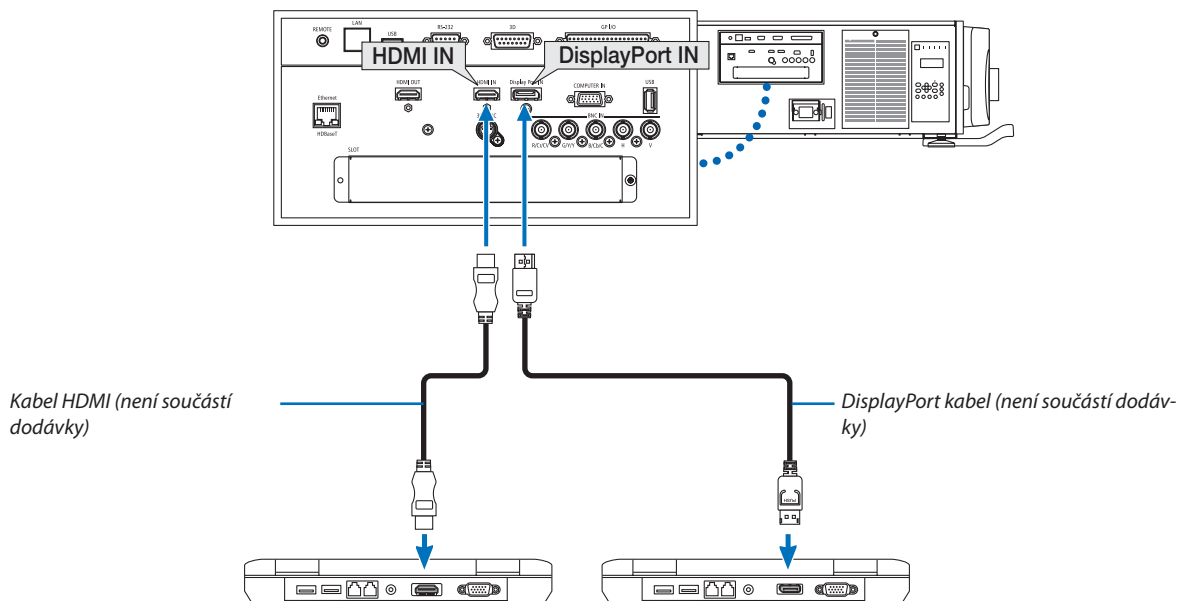 REMOTE
LAN
USB
RS-232
3D
GP I/O
HDMI IN
DisplayPort IN
HDMI OUT
HDMI IN
Display Port IN
COMPUTER IN
USB
Ethernet
HDBaseT
BNC IN
R/Cr/CV
G/Y/Y
B/Cb/C
H
V
SLOT
Kabel HDMI (není součástí
dodávky)
DisplayPort kabel (není součástí dodáv-
ky)
PUSH